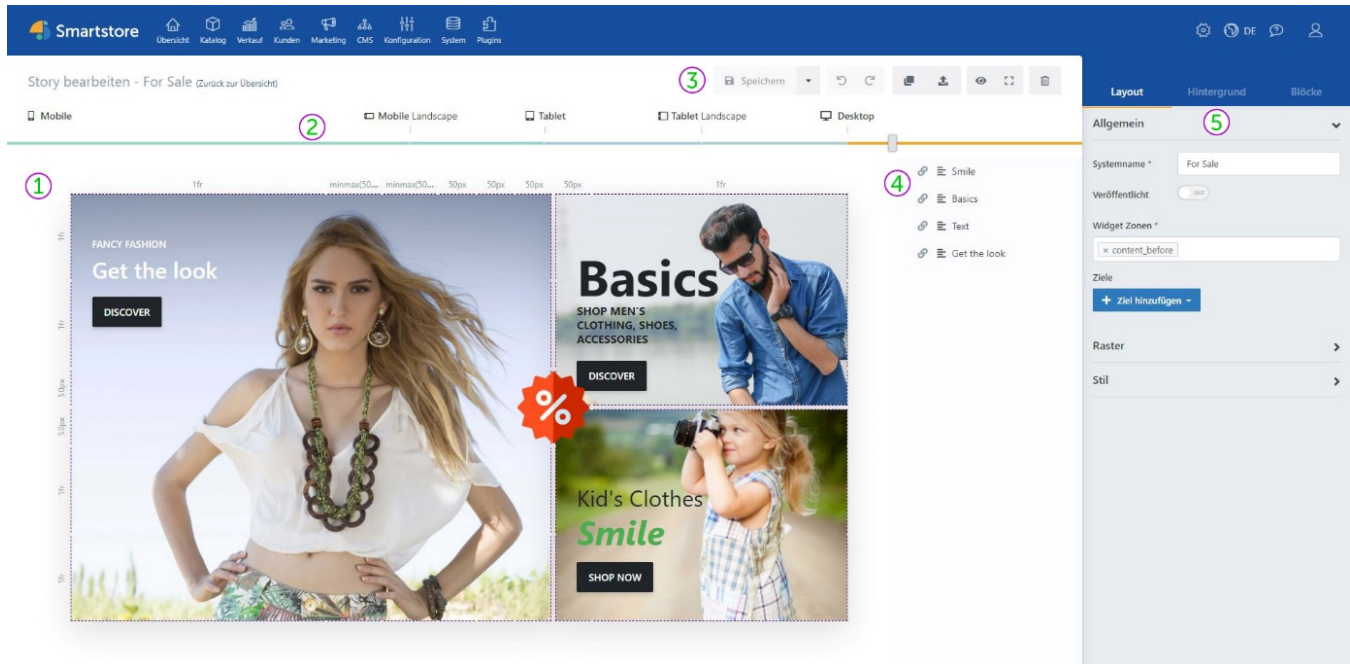 Smartstore
Übersicht Katalog Verkauf Kunden Marketing CMS Konfiguration System Plugins
DE
Story bearbeiten - For Sale (Zurück zur Übersicht)
3
Speichern
Layout Hintergrund Blöcke
Mobile Mobile Landscape Tablet Tablet Landscape Desktop
2
Allgemein
5
1
1fr minmax(50... minmax(50... 50px 50px 50px 50px 1fr
4
Smile
Basics
Text
Get the look
Systemname *
For Sale
Veröffentlicht
Widget Zonen *
× content_before
Ziele
+ Ziel hinzufügen
Raster
Stil
1fr
1fr
50px
50px
1fr
1fr
FANCY FASHION
Get the look
DISCOVER
Basics
SHOP MEN'S
CLOTHING, SHOES,
ACCESSORIES
DISCOVER
%
Kid's Clothes
Smile
SHOP NOW